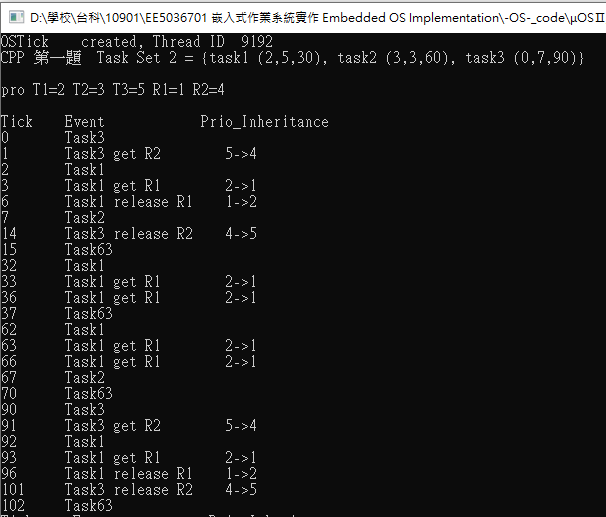 D:\學校\台科\10901\EE5036701 嵌入式作業系統實作 Embedded OS Implementation\-OS-_code\μOSⅡ
OSTick    created, Thread ID  9192
CPP 第一題  Task Set 2 = {task1 (2,5,30), task2 (3,3,60), task3 (0,7,90)}
pro T1=2 T2=3 T3=5 R1=1 R2=4
Tick    Event            Prio_Inheritance
0       Task3
1       Task3 get R2        5->4
2       Task1
3       Task1 get R1        2->1
6       Task1 release R1    1->2
7       Task2
14      Task3 release R2    4->5
15      Task63
32      Task1
33      Task1 get R1        2->1
36      Task1 get R1        2->1
37      Task63
62      Task1
63      Task1 get R1        2->1
66      Task1 get R1        2->1
67      Task2
70      Task63
90      Task3
91      Task3 get R2        5->4
92      Task1
93      Task1 get R1        2->1
96      Task1 release R1    1->2
101     Task3 release R2    4->5
102     Task63